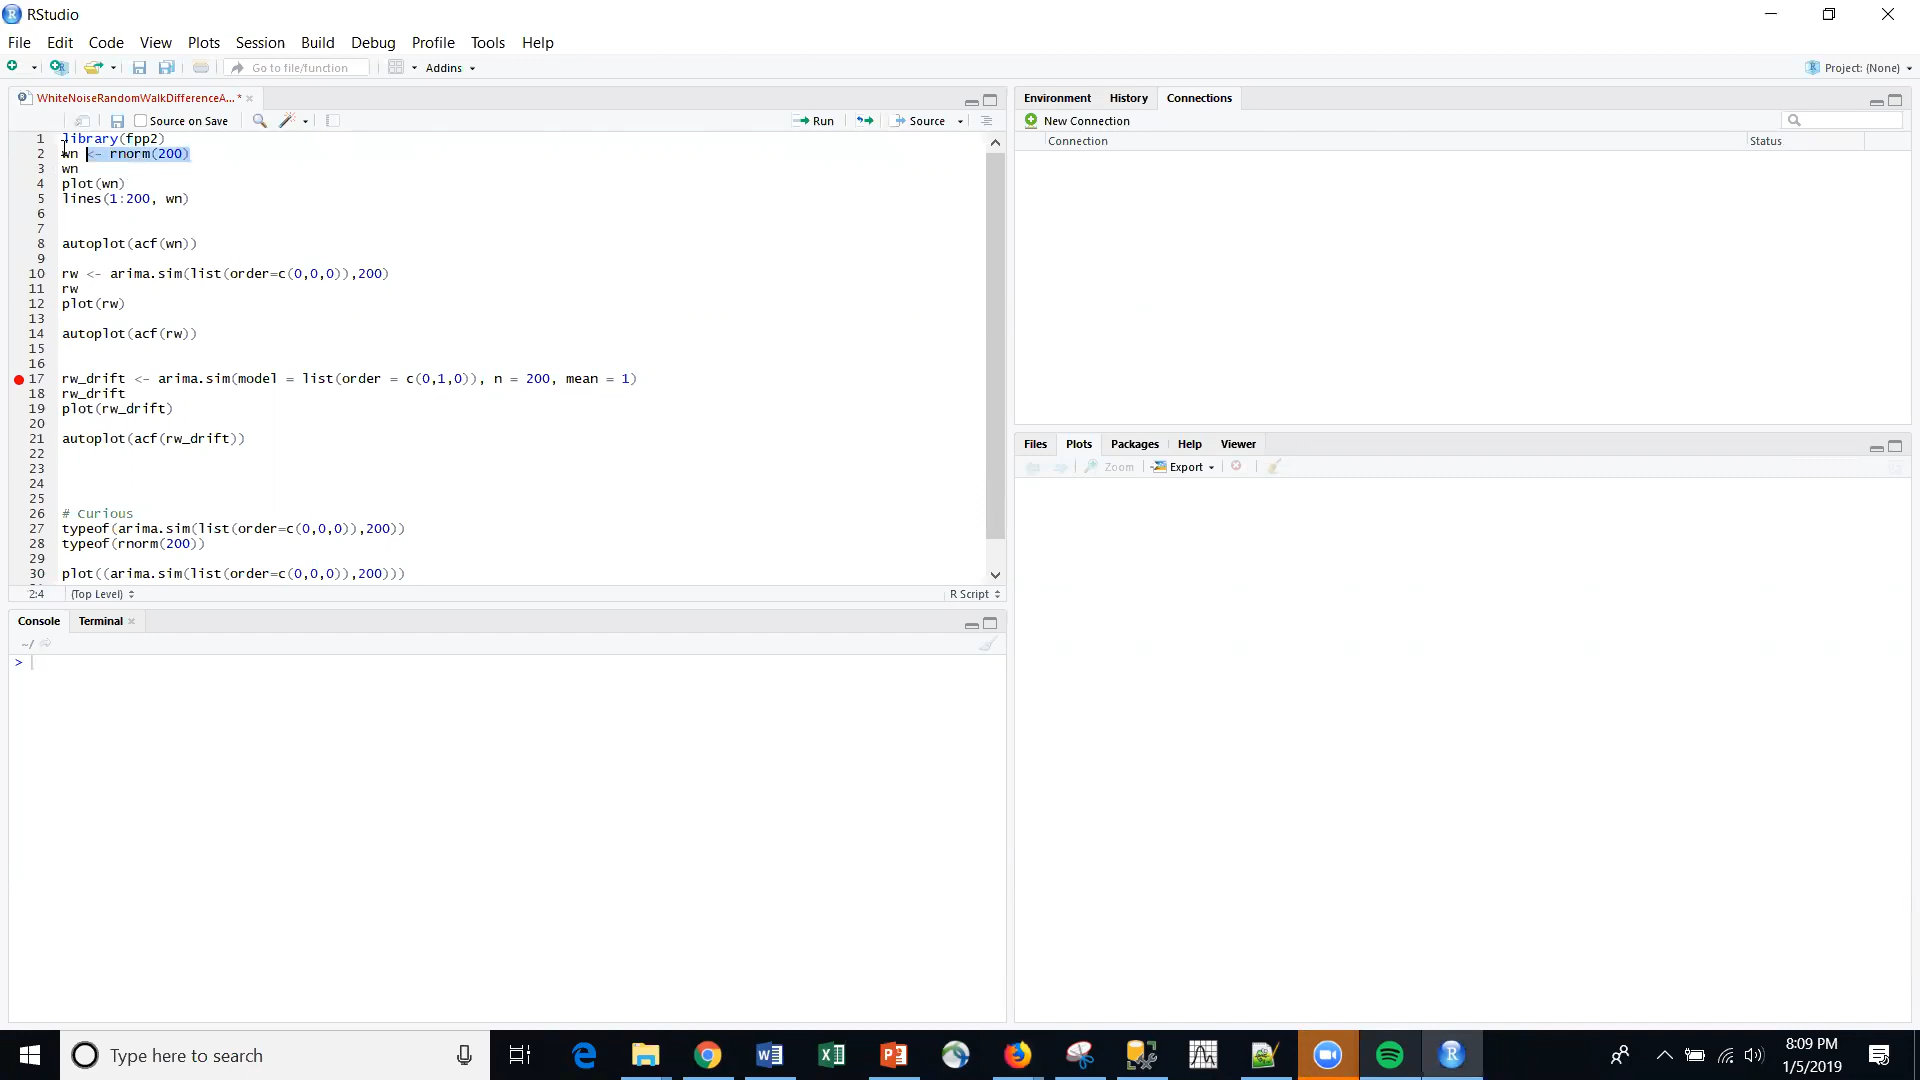 RStudio
File Edit Code View Plots Session Build Debug Profile Tools Help
Go to file/function Addins Project: (None)
WhiteNoiseRandomWalkDifferenceA... *
Source on Save Run Source
1 library(fpp2)
2 wn <- rnorm(200)
3 wn
4 plot(wn)
5 lines(1:200, wn)
6
7
8 autoplot(acf(wn))
9
10 rw <- arima.sim(list(order=c(0,0,0)),200)
11 rw
12 plot(rw)
13
14 autoplot(acf(rw))
15
16
17 rw_drift <- arima.sim(model = list(order = c(0,1,0)), n = 200, mean = 1)
18 rw_drift
19 plot(rw_drift)
20
21 autoplot(acf(rw_drift))
22
23
24
25
26 # Curious
27 typeof(arima.sim(list(order=c(0,0,0)),200))
28 typeof(rnorm(200))
29
30 plot((arima.sim(list(order=c(0,0,0)),200)))
2:4 (Top Level) R Script
Console Terminal
~/
>
Environment History Connections
New Connection
Connection Status
Files Plots Packages Help Viewer
Zoom Export
Type here to search
8:09 PM
1/5/2019